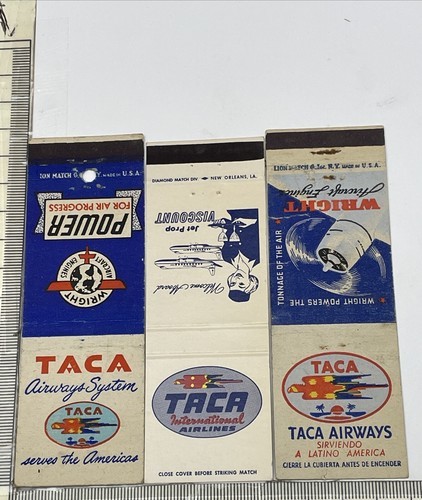 LION MATCH CO. INC. N.Y. MADE IN U.S.A.
POWER
FOR AIR PROGRESS
WRIGHT
AIRCRAFT
ENGINES
TACA
Airways System
TACA
serves the Americas
DIAMOND MATCH DIV. NEW ORLEANS, LA.
Welcome Aboard
Jet Prop
VISCOUNT
TACA
International
AIRLINES
CLOSE COVER BEFORE STRIKING MATCH
LION MATCH CO. INC. N.Y. MADE IN U.S.A.
WRIGHT
Aircraft Engines
WRIGHT POWERS THE
TONNAGE OF THE AIR
TACA
TACA AIRWAYS
SIRVIENDO
A LATINO AMERICA
CIERRE LA CUBIERTA ANTES DE ENCENDER